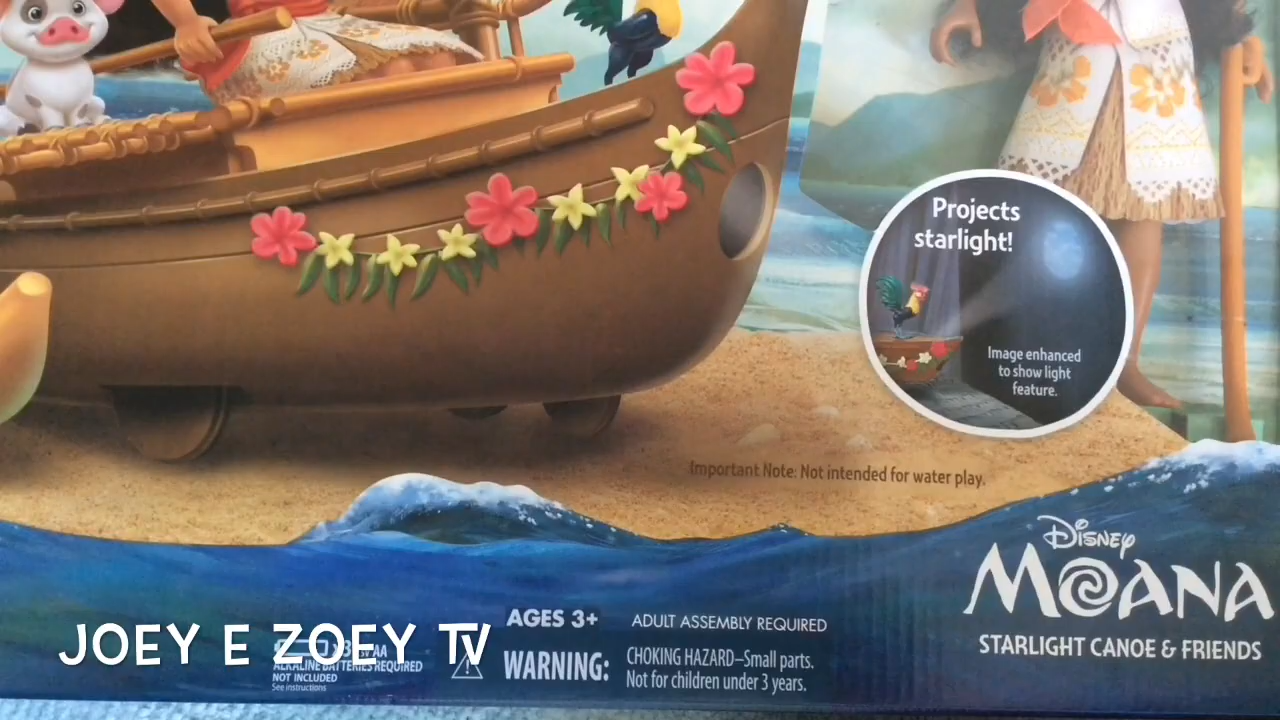 Projects
starlight!
Image enhanced
to show light
feature.
Important Note: Not intended for water play.
Disney
MOANA
STARLIGHT CANOE & FRIENDS
AGES 3+
ADULT ASSEMBLY REQUIRED
WARNING:
CHOKING HAZARD–Small parts.
Not for children under 3 years.
JOEY E ZOEY TV
AA
ALKALINE BATTERIES REQUIRED
NOT INCLUDED
See instructions